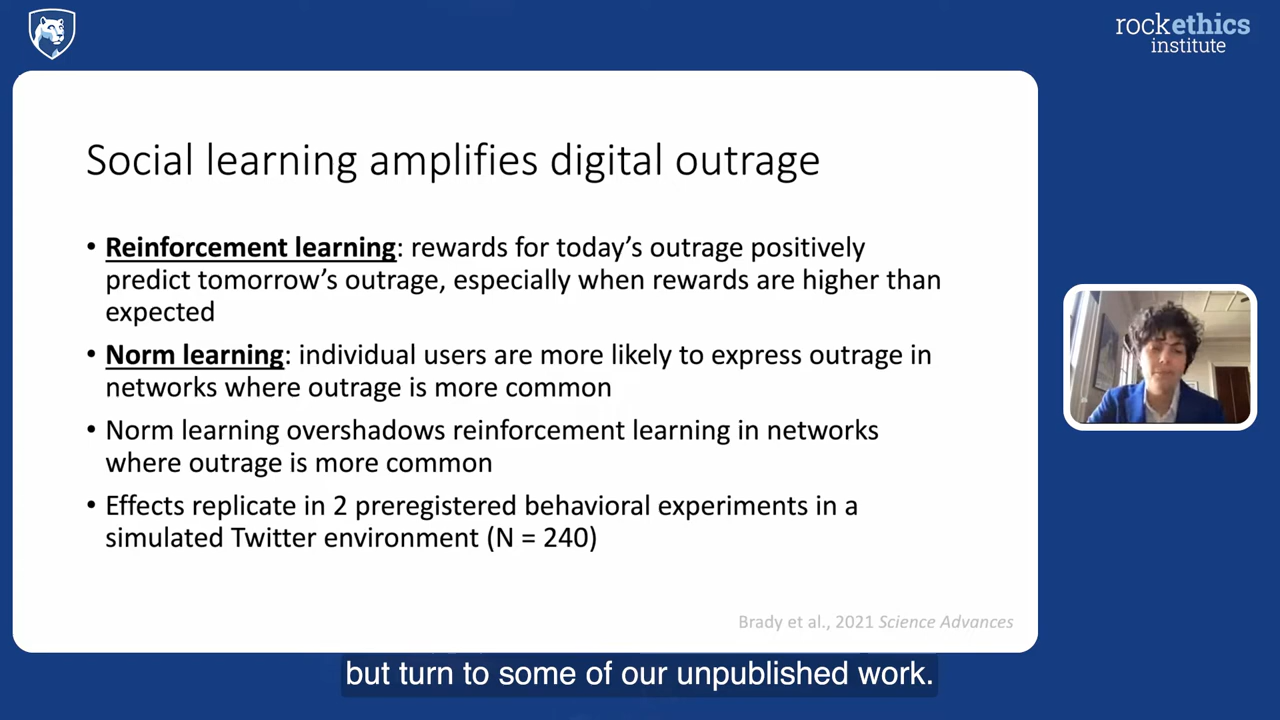 rockethics
institute
Social learning amplifies digital outrage
• Reinforcement learning: rewards for today's outrage positively
predict tomorrow's outrage, especially when rewards are higher than
expected
• Norm learning: individual users are more likely to express outrage in
networks where outrage is more common
• Norm learning overshadows reinforcement learning in networks
where outrage is more common
• Effects replicate in 2 preregistered behavioral experiments in a
simulated Twitter environment (N = 240)
Brady et al., 2021 Science Advances
but turn to some of our unpublished work.